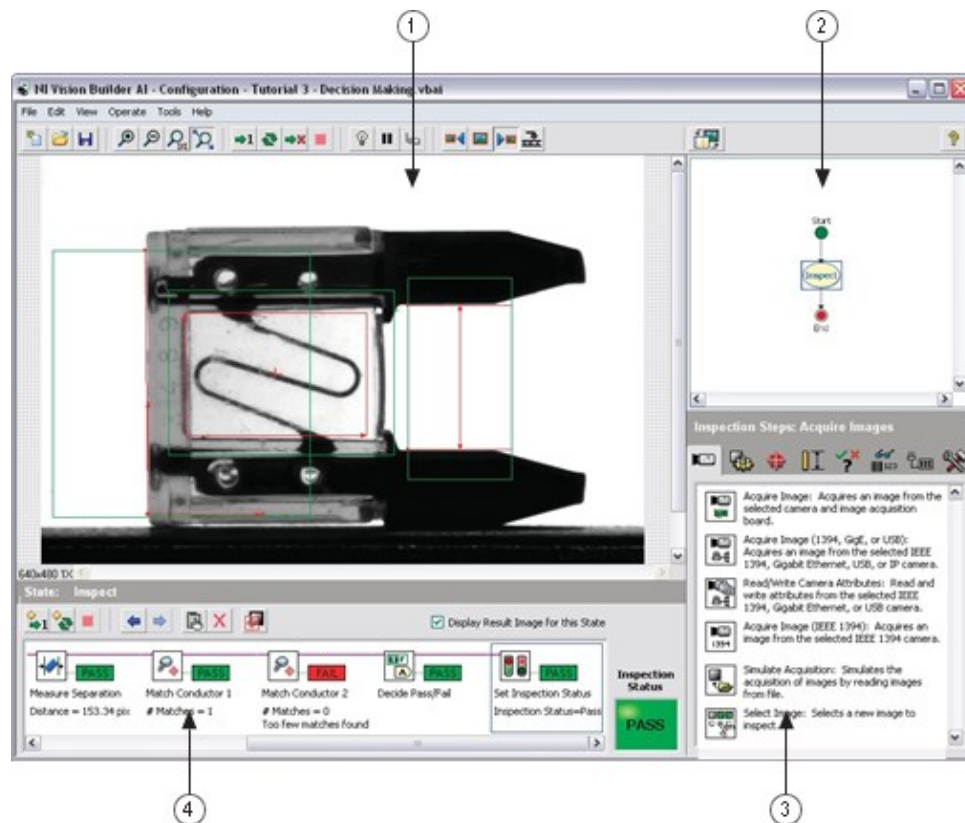 1
2
NI Vision Builder AI - Configuration - Tutorial 3 - Decision Making.vbai
File Edit View Operate Tools Help
Start
Inspect
End
640x480 1X
Inspection Steps: Acquire Images
Acquire Image: Acquires an image from the
selected camera and image acquisition
board.
Acquire Image (1394, GigE, or USB):
Acquires an image from the selected IEEE
1394, Gigabit Ethernet, USB, or IP camera.
Read/Write Camera Attributes: Read and
write attributes from the selected IEEE
1394, Gigabit Ethernet, or USB camera.
Acquire Image (IEEE 1394): Acquires an
image from the selected IEEE 1394 camera.
Simulate Acquisition: Simulates the
acquisition of images by reading images
from file.
Select Image: Selects a new image to
inspect.
State: Inspect
Display Result Image for this State
PASS PASS FAIL PASS PASS
Measure Separation Match Conductor 1 Match Conductor 2 Decide Pass/Fail Set Inspection Status
Distance = 153.34 pix # Matches = 1 # Matches = 0 Inspection Status=Pass
Too few matches found
Inspection
Status
PASS
4
3